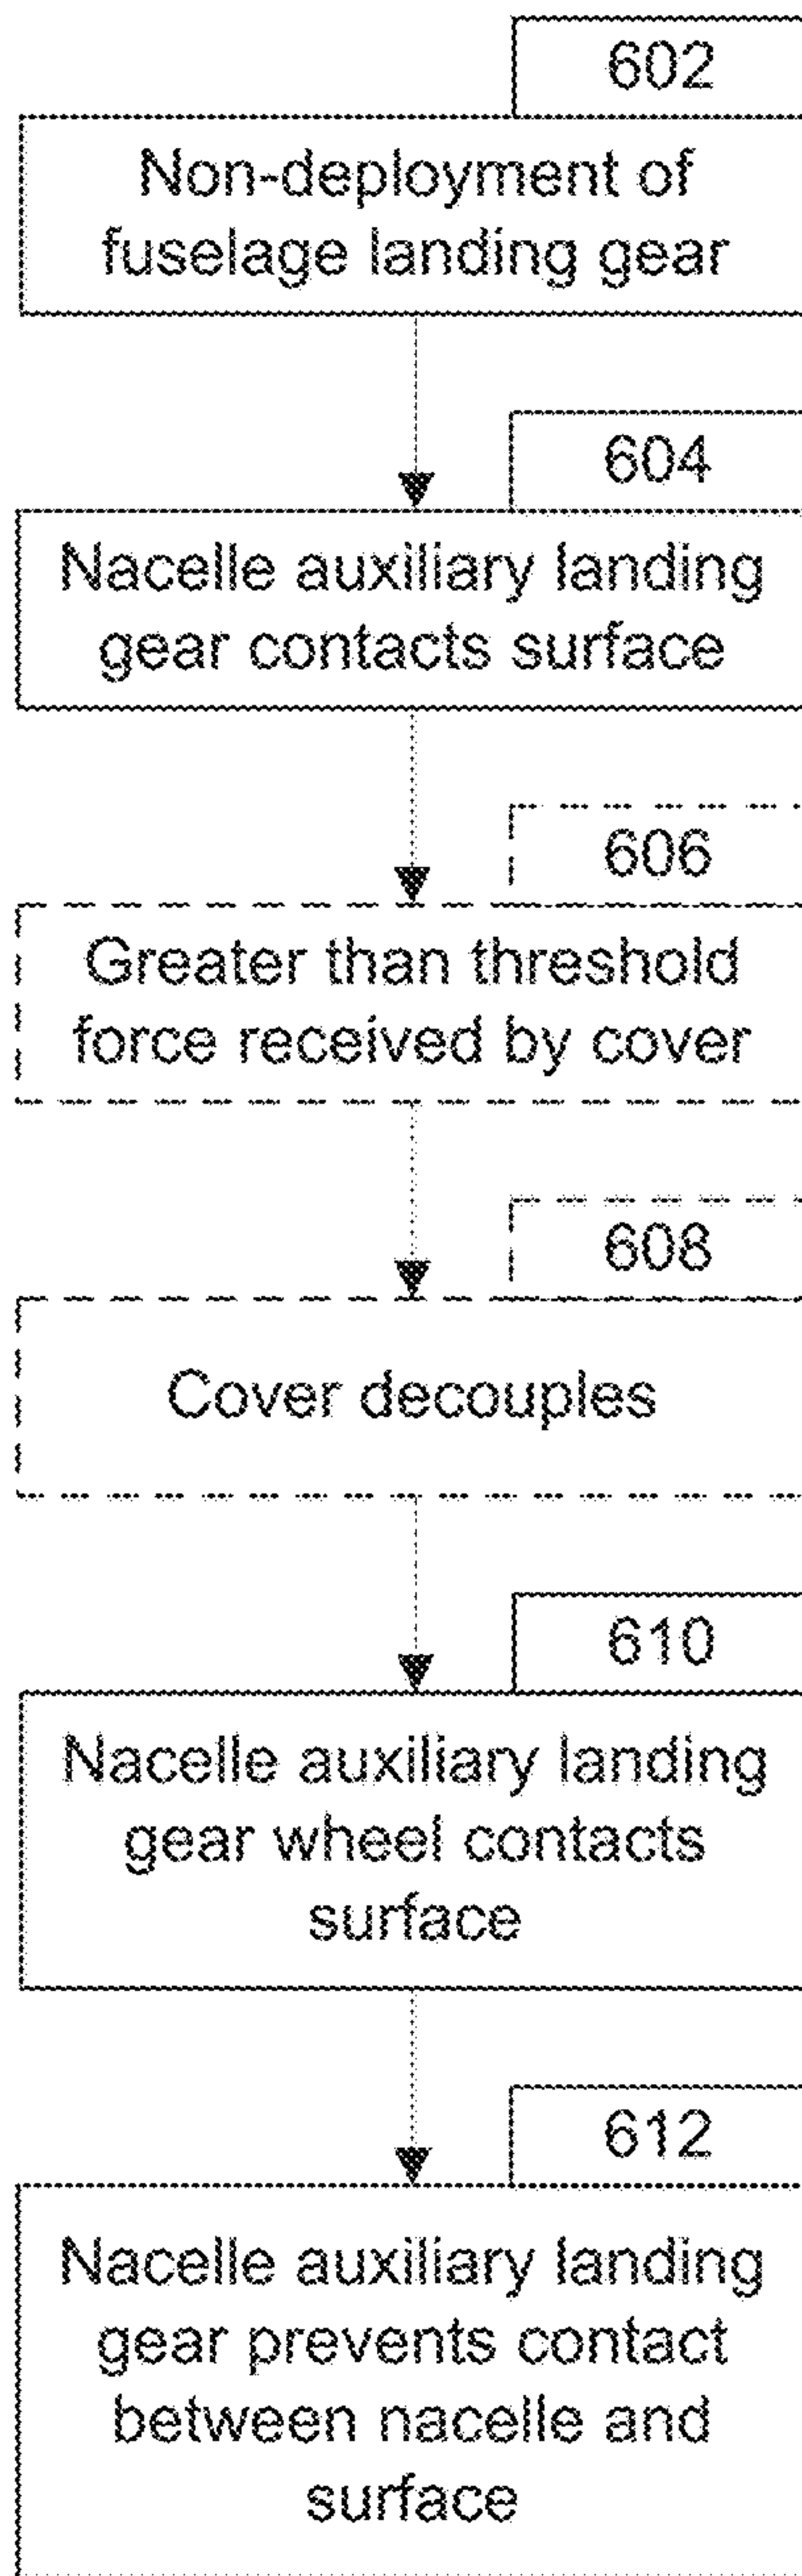 602
Non-deployment of
fuselage landing gear
604
Nacelle auxiliary landing
gear contacts surface
606
Greater than threshold
force received by cover
608
Cover decouples
610
Nacelle auxiliary landing
gear wheel contacts
surface
612
Nacelle auxiliary landing
gear prevents contact
between nacelle and
surface